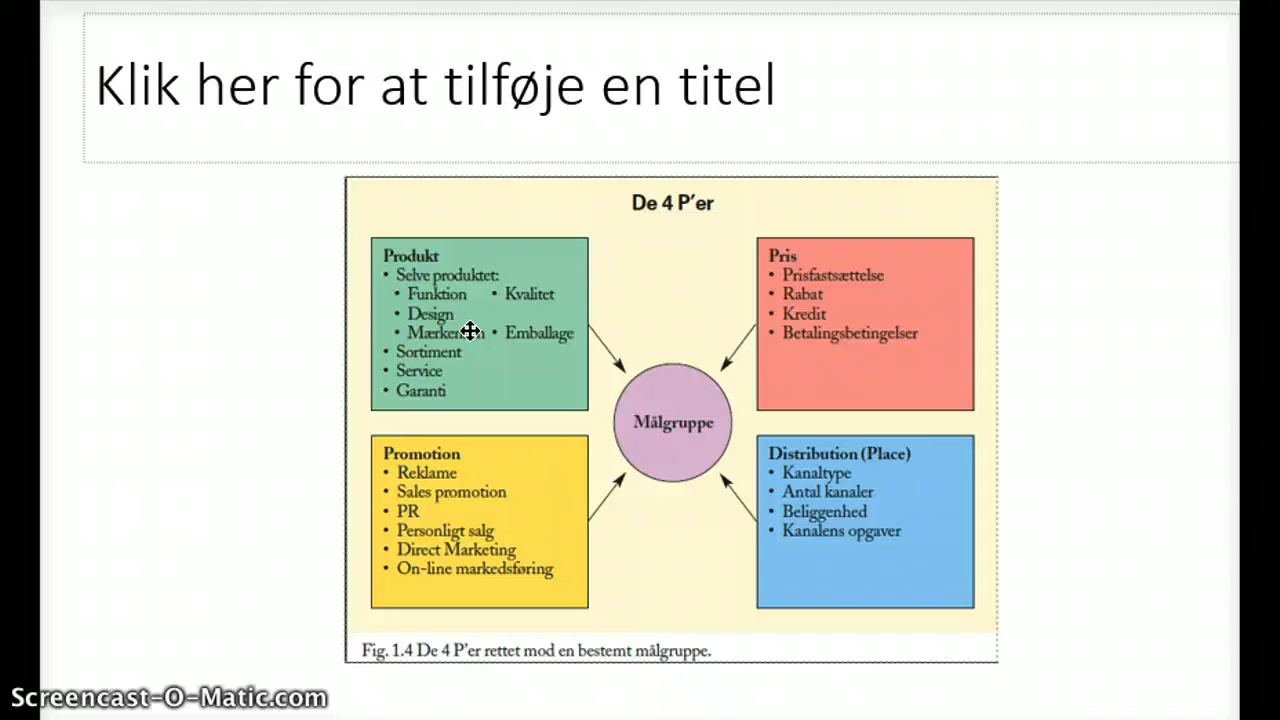 Klik her for at tilføje en titel
De 4 P'er
Produkt
• Selve produktet:
• Funktion • Kvalitet
• Design
• • Emballage
• Sortiment
• Service
• Garanti
Pris
• Prisfastsættelse
• Rabat
• Kredit
• Betalingsbetingelser
Målgruppe
Promotion
• Reklame
• Sales promotion
• PR
• Personligt salg
• Direct Marketing
• On-line markedsføring
Distribution (Place)
• Kanaltype
• Antal kanaler
• Beliggenhed
• Kanalens opgaver
Fig. 1.4 De 4 P'er rettet mod en bestemt målgruppe.
Screencast-O-Matic.com